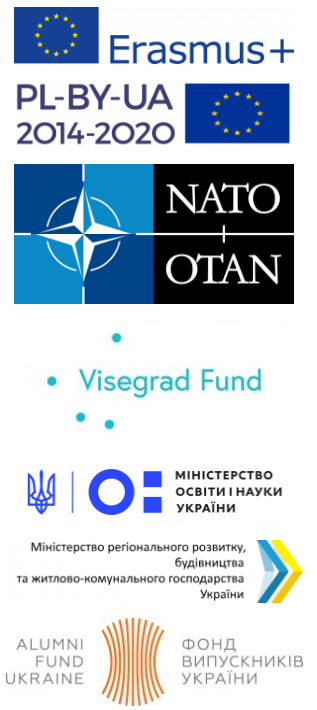 Erasmus+
PL-BY-UA
2014-2020
NATO
OTAN
Visegrad Fund
МІНІСТЕРСТВО
ОСВІТИ І НАУКИ
УКРАЇНИ
Міністерство регіонального розвитку,
будівництва
та житлово-комунального господарства
України
ALUMNI
FUND
UKRAINE
ФОНД
ВИПУСКНИКІВ
УКРАЇНИ